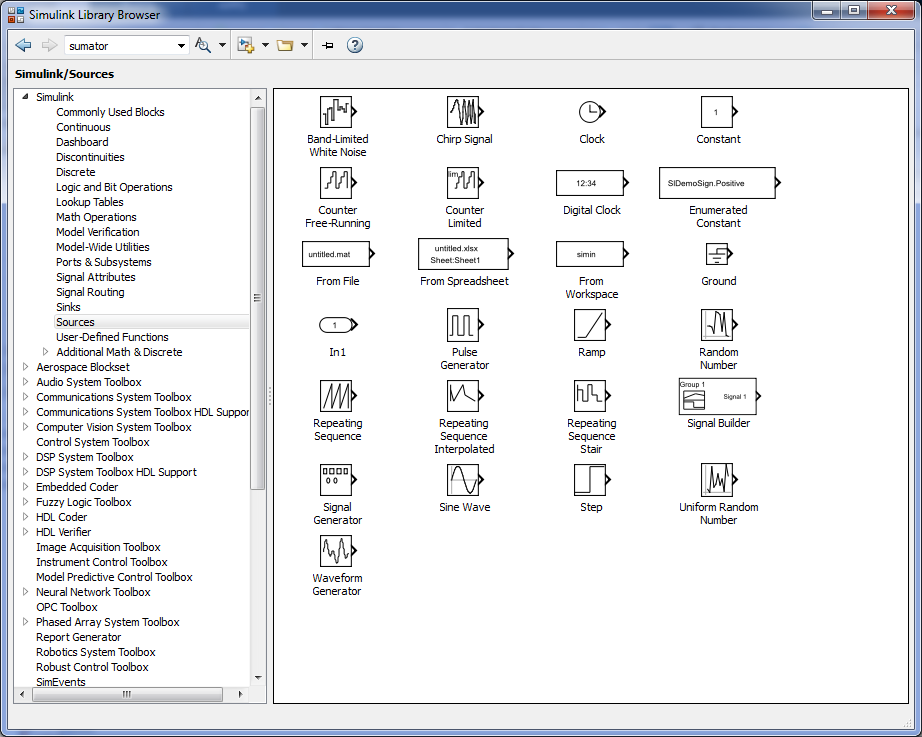 Simulink Library Browser
sumator
Simulink/Sources
Simulink
Commonly Used Blocks
Continuous
Dashboard
Discontinuities
Discrete
Logic and Bit Operations
Lookup Tables
Math Operations
Model Verification
Model-Wide Utilities
Ports & Subsystems
Signal Attributes
Signal Routing
Sinks
Sources
User-Defined Functions
Additional Math & Discrete
Aerospace Blockset
Audio System Toolbox
Communications System Toolbox
Communications System Toolbox HDL Suppor
Computer Vision System Toolbox
Control System Toolbox
DSP System Toolbox
DSP System Toolbox HDL Support
Embedded Coder
Fuzzy Logic Toolbox
HDL Coder
HDL Verifier
Image Acquisition Toolbox
Instrument Control Toolbox
Model Predictive Control Toolbox
Neural Network Toolbox
OPC Toolbox
Phased Array System Toolbox
Report Generator
Robotics System Toolbox
Robust Control Toolbox
SimEvents
Band-Limited
White Noise
Chirp Signal
Clock
1
Constant
Counter
Free-Running
lim
Counter
Limited
12:34
Digital Clock
SlDemoSign.Positive
Enumerated
Constant
untitled.mat
From File
untitled.xlsx
Sheet:Sheet1
From Spreadsheet
simin
From
Workspace
Ground
1
In1
Pulse
Generator
Ramp
Random
Number
Repeating
Sequence
Repeating
Sequence
Interpolated
Repeating
Sequence
Stair
Group 1
Signal 1
Signal Builder
Signal
Generator
Sine Wave
Step
Uniform Random
Number
Waveform
Generator